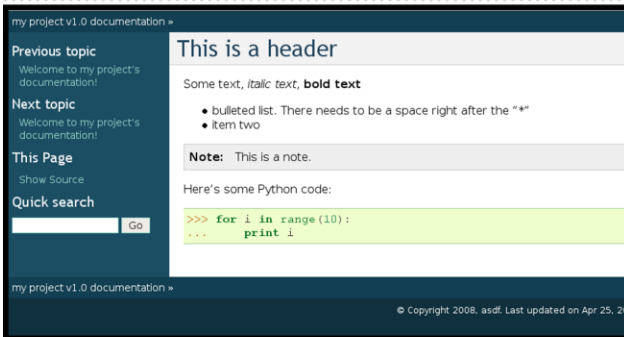 my project v1.0 documentation »
Previous topic
Welcome to my project's
documentation!
Next topic
Welcome to my project's
documentation!
This Page
Show Source
Quick search
Go
This is a header
Some text, italic text, bold text
• bulleted list. There needs to be a space right after the "*"
• item two
Note: This is a note.
Here's some Python code:
>>> for i in range(10):
...     print i
my project v1.0 documentation »
© Copyright 2008, asdf. Last updated on Apr 25,